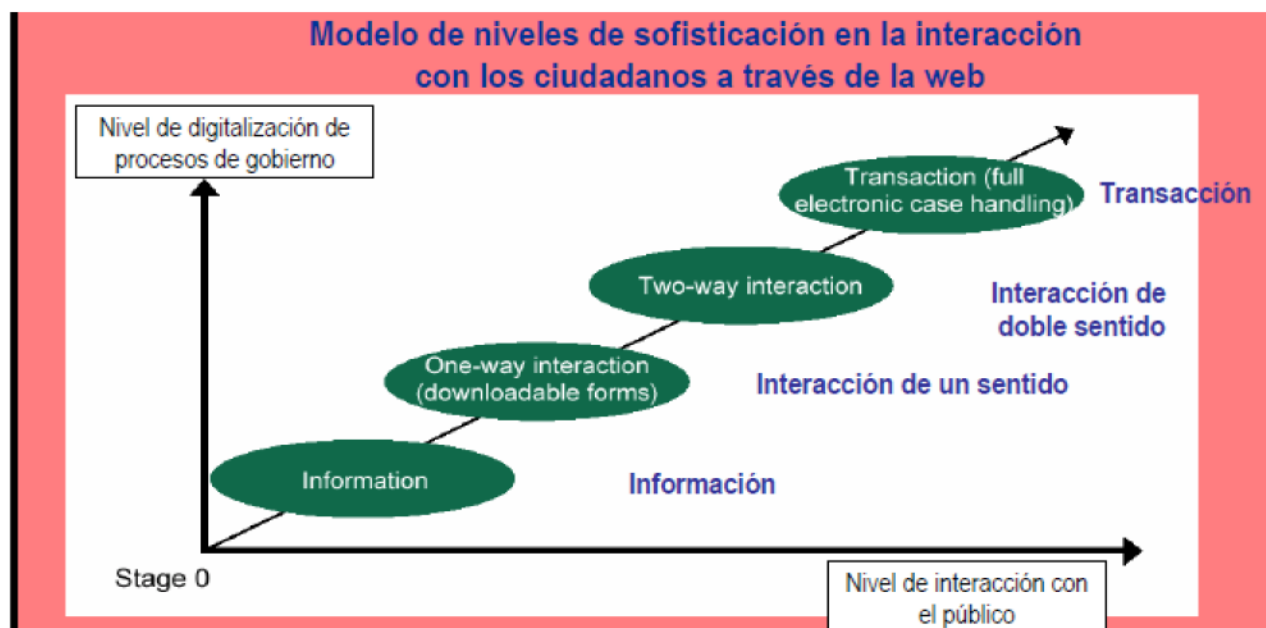 Modelo de niveles de sofisticación en la interacción
con los ciudadanos a través de la web
Nivel de digitalización de
procesos de gobierno
Transaction (full
electronic case handling)
Transacción
Two-way interaction
Interacción de
doble sentido
One-way interaction
(downloadable forms)
Interacción de un sentido
Information
Información
Stage 0
Nivel de interacción con
el público